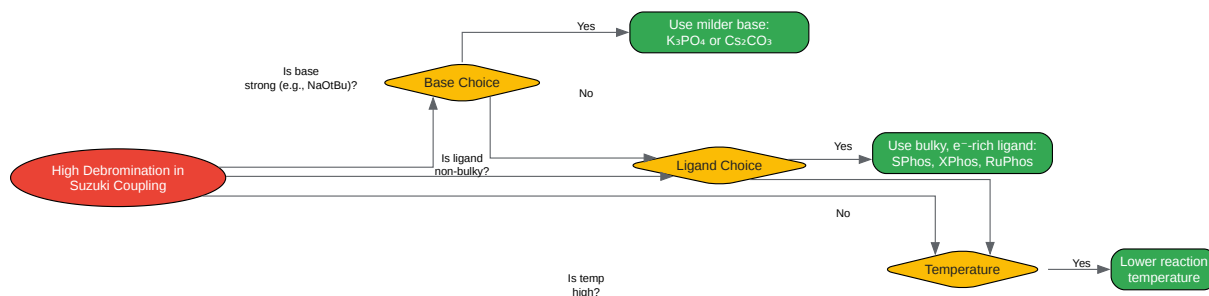 Yes
Use milder base:
K₃PO₄ or Cs₂CO₃
Is base
strong (e.g., NaOtBu)?
Base Choice
No
High Debromination in
Suzuki Coupling
Is ligand
non-bulky?
Ligand Choice
Yes
Use bulky, e⁻-rich ligand:
SPhos, XPhos, RuPhos
No
Is temp
high?
Temperature
Yes
Lower reaction
temperature